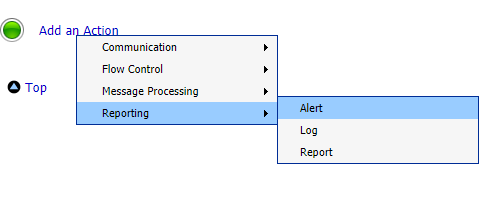 Add an Action
Communication
Flow Control
Top
Message Processing
Reporting
Alert
Log
Report